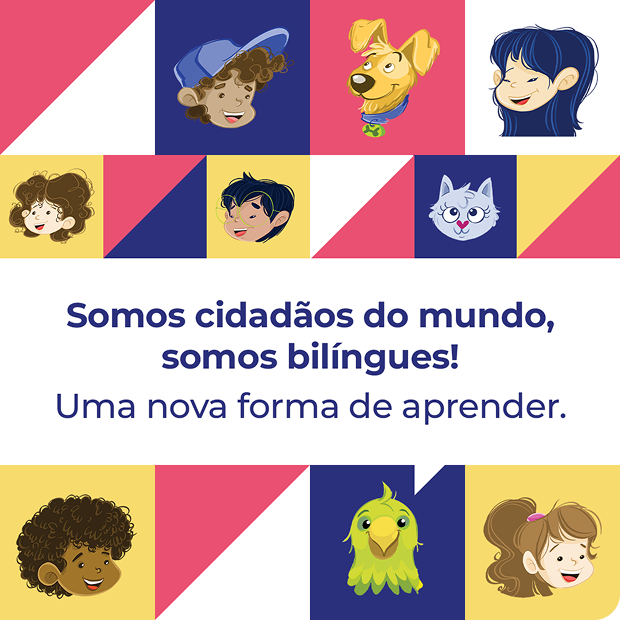 Somos cidadãos do mundo,
somos bilíngues!
Uma nova forma de aprender.